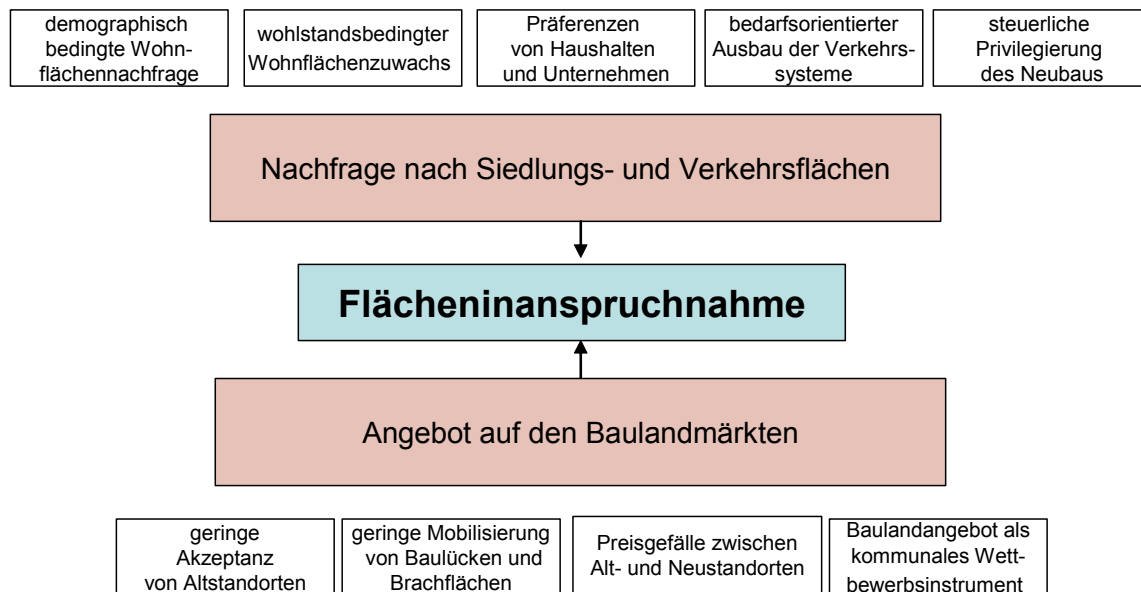 demographisch
bedingte Wohn-
flächennachfrage
wohlstandsbedingter
Wohnflächenzuwachs
Präferenzen
von Haushalten
und Unternehmen
bedarfsorientierter
Ausbau der Verkehrs-
systeme
steuerliche
Privilegierung
des Neubaus
Nachfrage nach Siedlungs- und Verkehrsflächen
Flächeninanspruchnahme
Angebot auf den Baulandmärkten
geringe
Akzeptanz
von Altstandorten
geringe Mobilisierung
von Baulücken und
Brachflächen
Preisgefälle zwischen
Alt- und Neustandorten
Baulandangebot als
kommunales Wett-
bewerbsinstrument